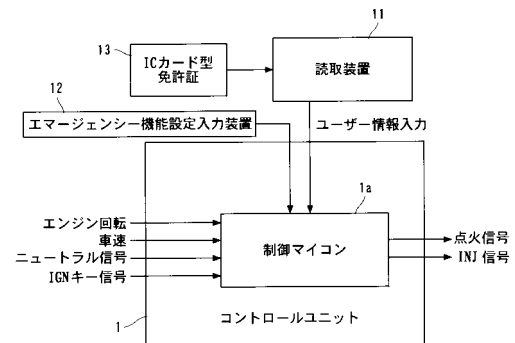 11
13
ICカード型
免許証
読取装置
12
エマージェンシー機能設定入力装置
ユーザー情報入力
1a
エンジン回転
車速
ニュートラル信号
IGNキー信号
制御マイコン
点火信号
INJ 信号
1
コントロールユニット